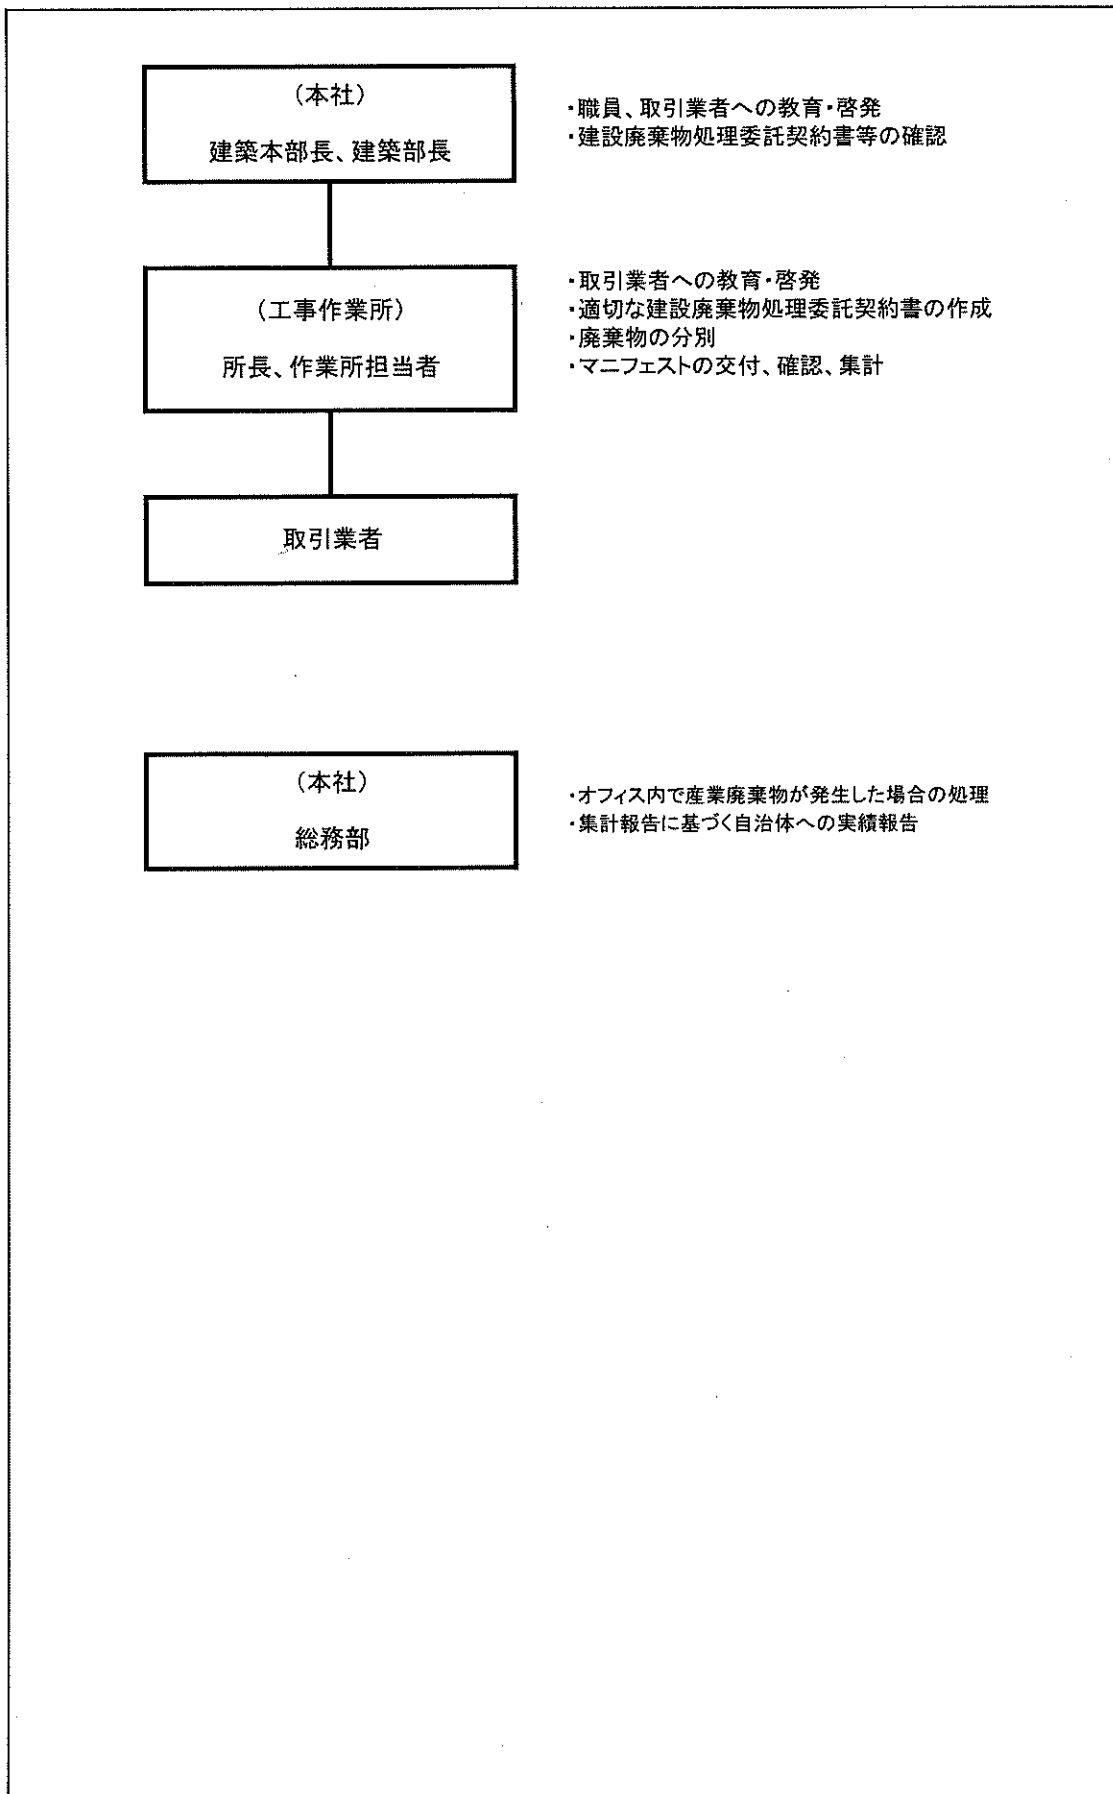 （本社）
建築本部長、建築部長
・職員、取引業者への教育・啓発
・建設廃棄物処理委託契約書等の確認
（工事作業所）
所長、作業所担当者
・取引業者への教育・啓発
・適切な建設廃棄物処理委託契約書の作成
・廃棄物の分別
・マニフェストの交付、確認、集計
取引業者
（本社）
総務部
・オフィス内で産業廃棄物が発生した場合の処理
・集計報告に基づく自治体への実績報告